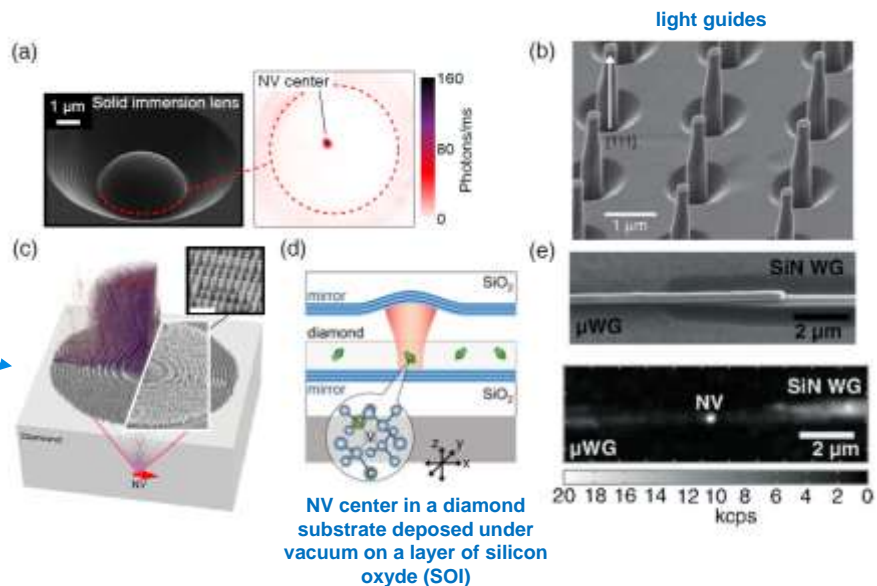 light guides
(a)
(b)
NV center
160
Solid immersion lens
1 µm
80
Photons/ms
0
[111]
1 µm
(c)
(d)
(e)
SiO₂
mirror
diamond
mirror
SiO₂
V
z
y
x
Diamond
NV
SiN WG
µWG
2 µm
NV
SiN WG
µWG
2 µm
20 18 16 14 12 10 8 6 4 2 0
kcps
NV center in a diamond
substrate deposed under
vacuum on a layer of silicon
oxyde (SOI)